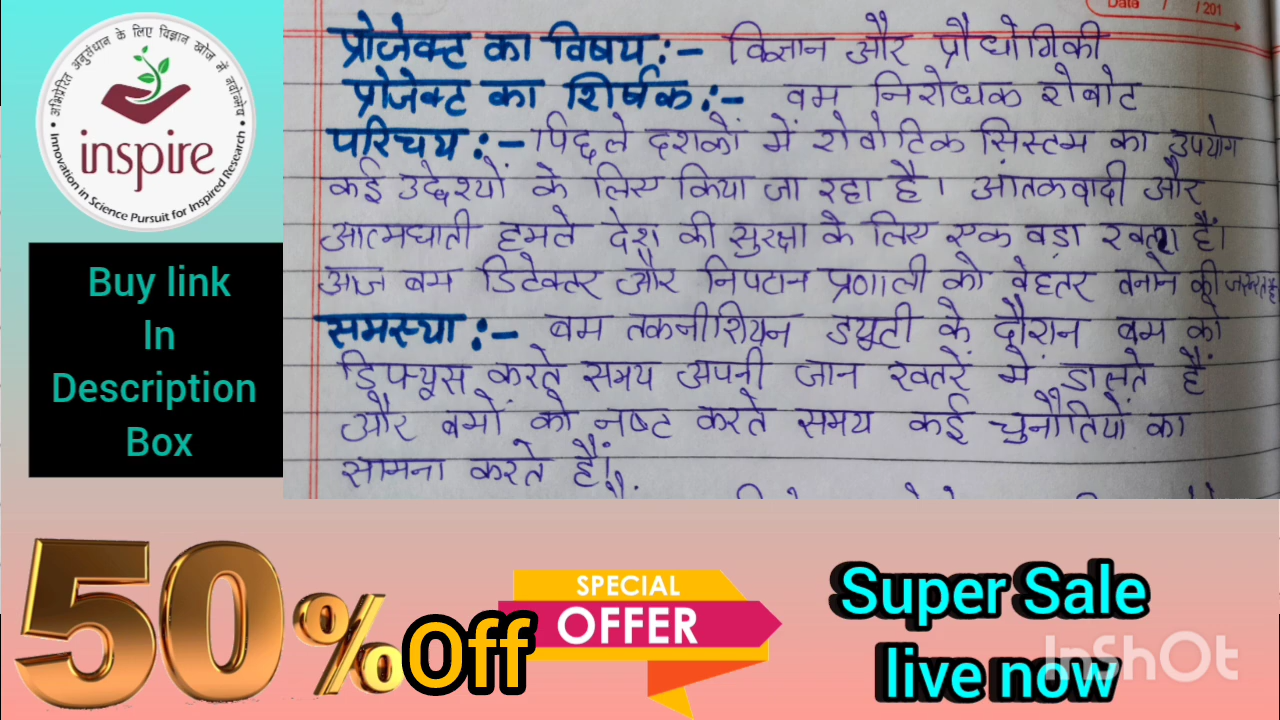 अभिप्रेरित अनुसंधान के लिए विज्ञान खोज में नवोन्मेष
inspire
Innovation in Science Pursuit for Inspired Research
Buy link
In
Description
Box
Date / / 201
प्रोजेक्ट का विषय:- विज्ञान और प्रौधोगिकी
प्रोजेक्ट का शिर्षक:- बम निरोधक रोबोट
परिचय:- पिछले दशकों में रोबोटिक सिस्टम का उपयोग
कई उद्देश्यों के लिए किया जा रहा है। आंतकवादी और
आत्मघाती हमले देश की सुरक्षा के लिए एक बड़ा खतरा हैं।
आज बम डिटेक्टर और निपटान प्रणाली को बेहतर बनाने की जरूरत है
समस्या:- बम तकनीशियन ड्यूटी के दौरान बम को
डिफ्यूस करते समय अपनी जान खतरें में डालते हैं
और बमों को नष्ट करते समय कई चुनौतियों का
सामना करते हैं।
50% Off
SPECIAL
OFFER
Super Sale
live now
InShOt